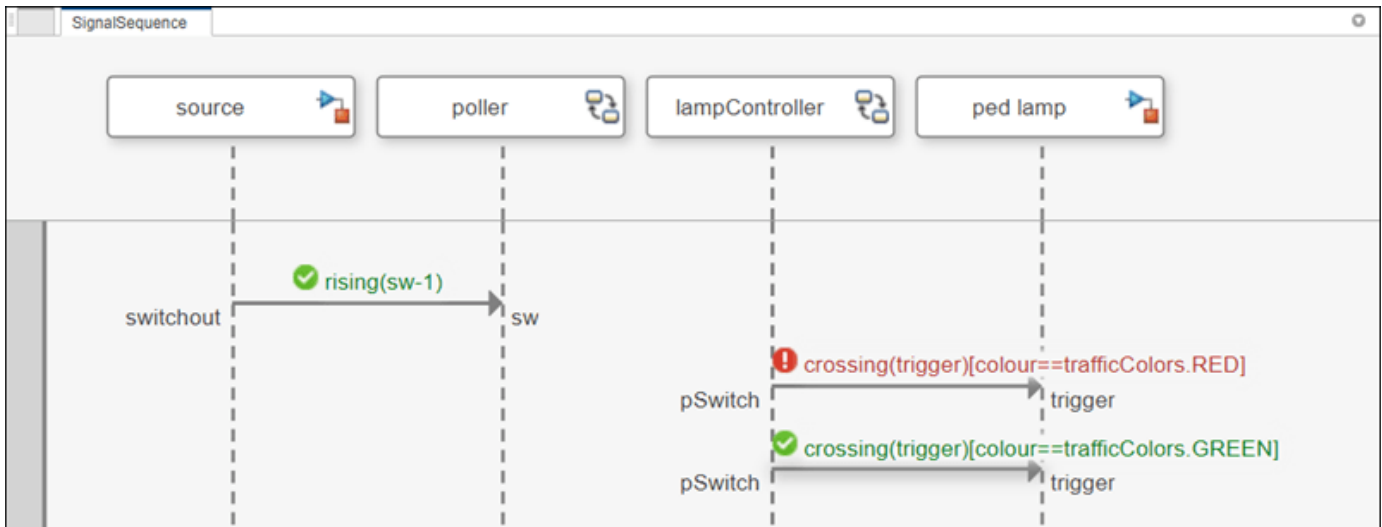 SignalSequence
source
poller
lampController
ped lamp
rising(sw-1)
switchout
sw
crossing(trigger)[colour==trafficColors.RED]
pSwitch
trigger
crossing(trigger)[colour==trafficColors.GREEN]
pSwitch
trigger